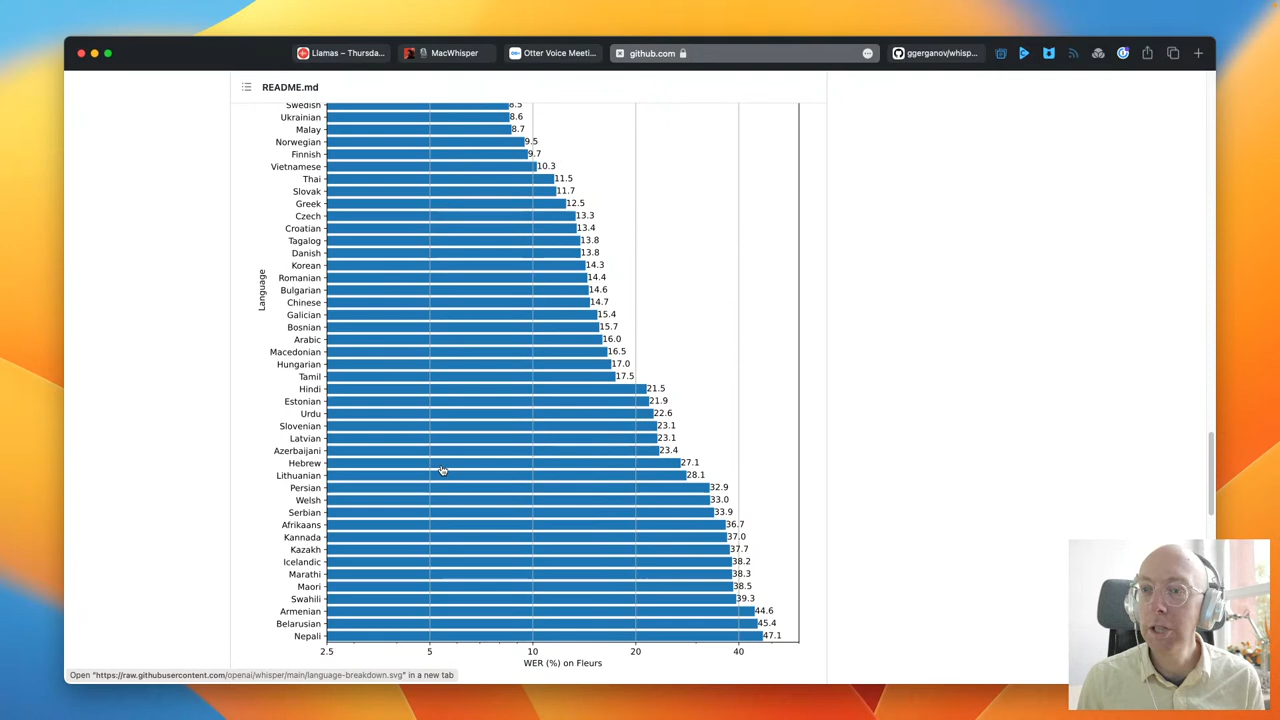 Llamas – Thursda...
MacWhisper
Otter Voice Meeti...
github.com
ggerganov/whisp...
README.md
Swedish 8.5
Ukrainian 8.6
Malay 8.7
Norwegian 9.5
Finnish 9.7
Vietnamese 10.3
Thai 11.5
Slovak 11.7
Greek 12.5
Czech 13.3
Croatian 13.4
Tagalog 13.8
Danish 13.8
Korean 14.3
Romanian 14.4
Bulgarian 14.6
Chinese 14.7
Galician 15.4
Bosnian 15.7
Arabic 16.0
Macedonian 16.5
Hungarian 17.0
Tamil 17.5
Hindi 21.5
Estonian 21.9
Urdu 22.6
Slovenian 23.1
Latvian 23.1
Azerbaijani 23.4
Hebrew 27.1
Lithuanian 28.1
Persian 32.9
Welsh 33.0
Serbian 33.9
Afrikaans 36.7
Kannada 37.0
Kazakh 37.7
Icelandic 38.2
Marathi 38.3
Maori 38.5
Swahili 39.3
Armenian 44.6
Belarusian 45.4
Nepali 47.1
Language
2.5 5 10 20 40
WER (%) on Fleurs
Open "https://raw.githubusercontent.com/openai/whisper/main/language-breakdown.svg" in a new tab